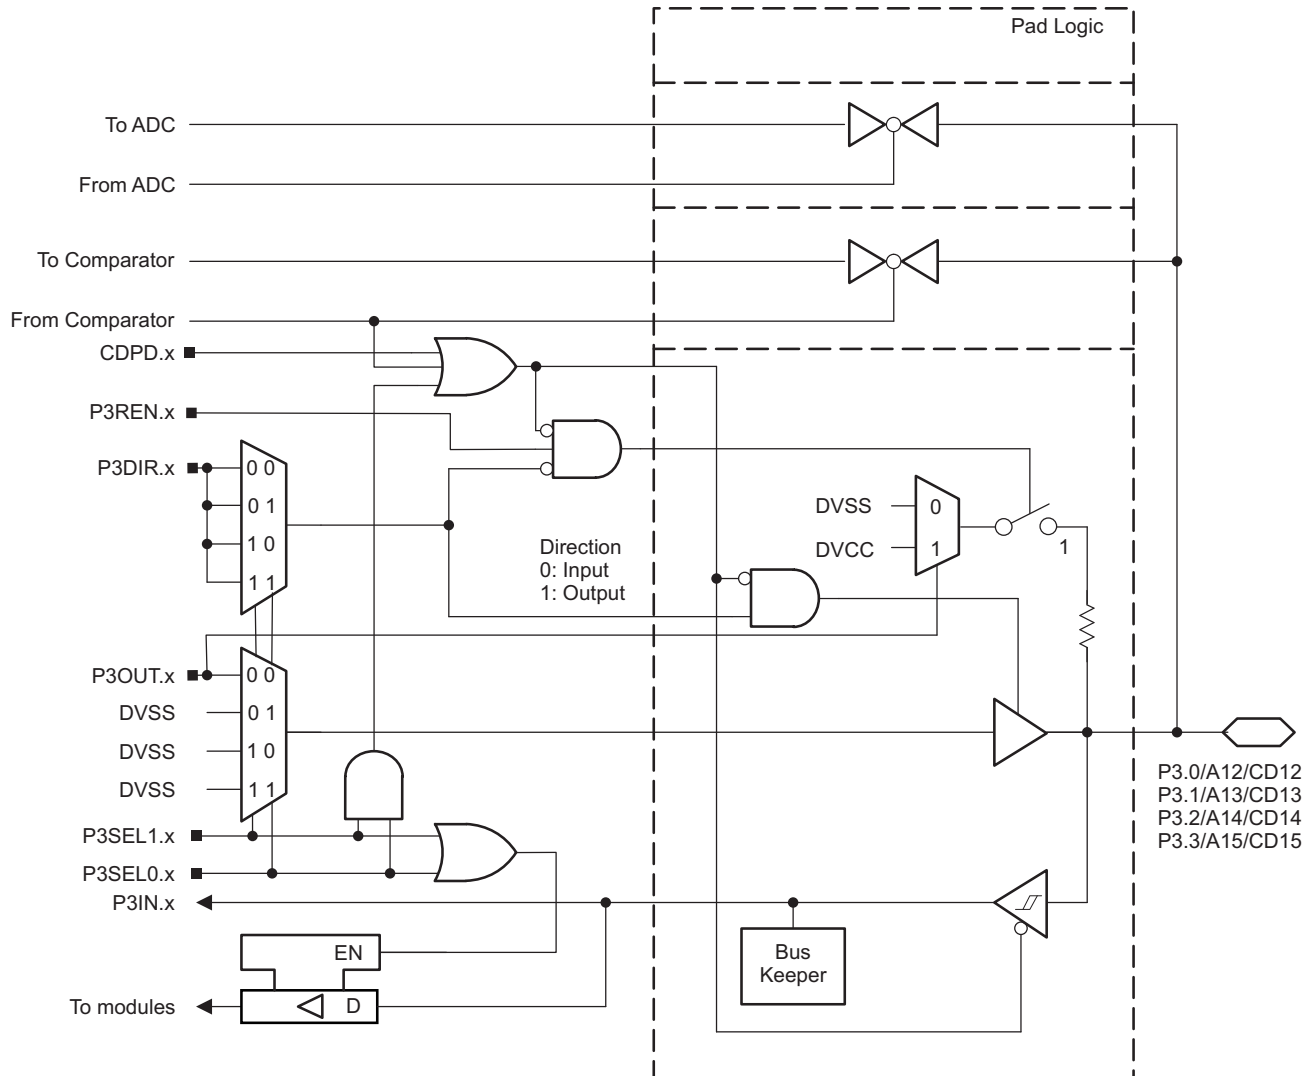 Pad Logic
To ADC
From ADC
To Comparator
From Comparator
CDPD.x
P3REN.x
P3DIR.x
0 0
0 1
1 0
1 1
Direction
0: Input
1: Output
DVSS
0
DVCC
1
1
P3OUT.x
0 0
DVSS
0 1
DVSS
1 0
DVSS
1 1
P3SEL1.x
P3SEL0.x
P3IN.x
P3.0/A12/CD12
P3.1/A13/CD13
P3.2/A14/CD14
P3.3/A15/CD15
EN
Bus
Keeper
To modules
D